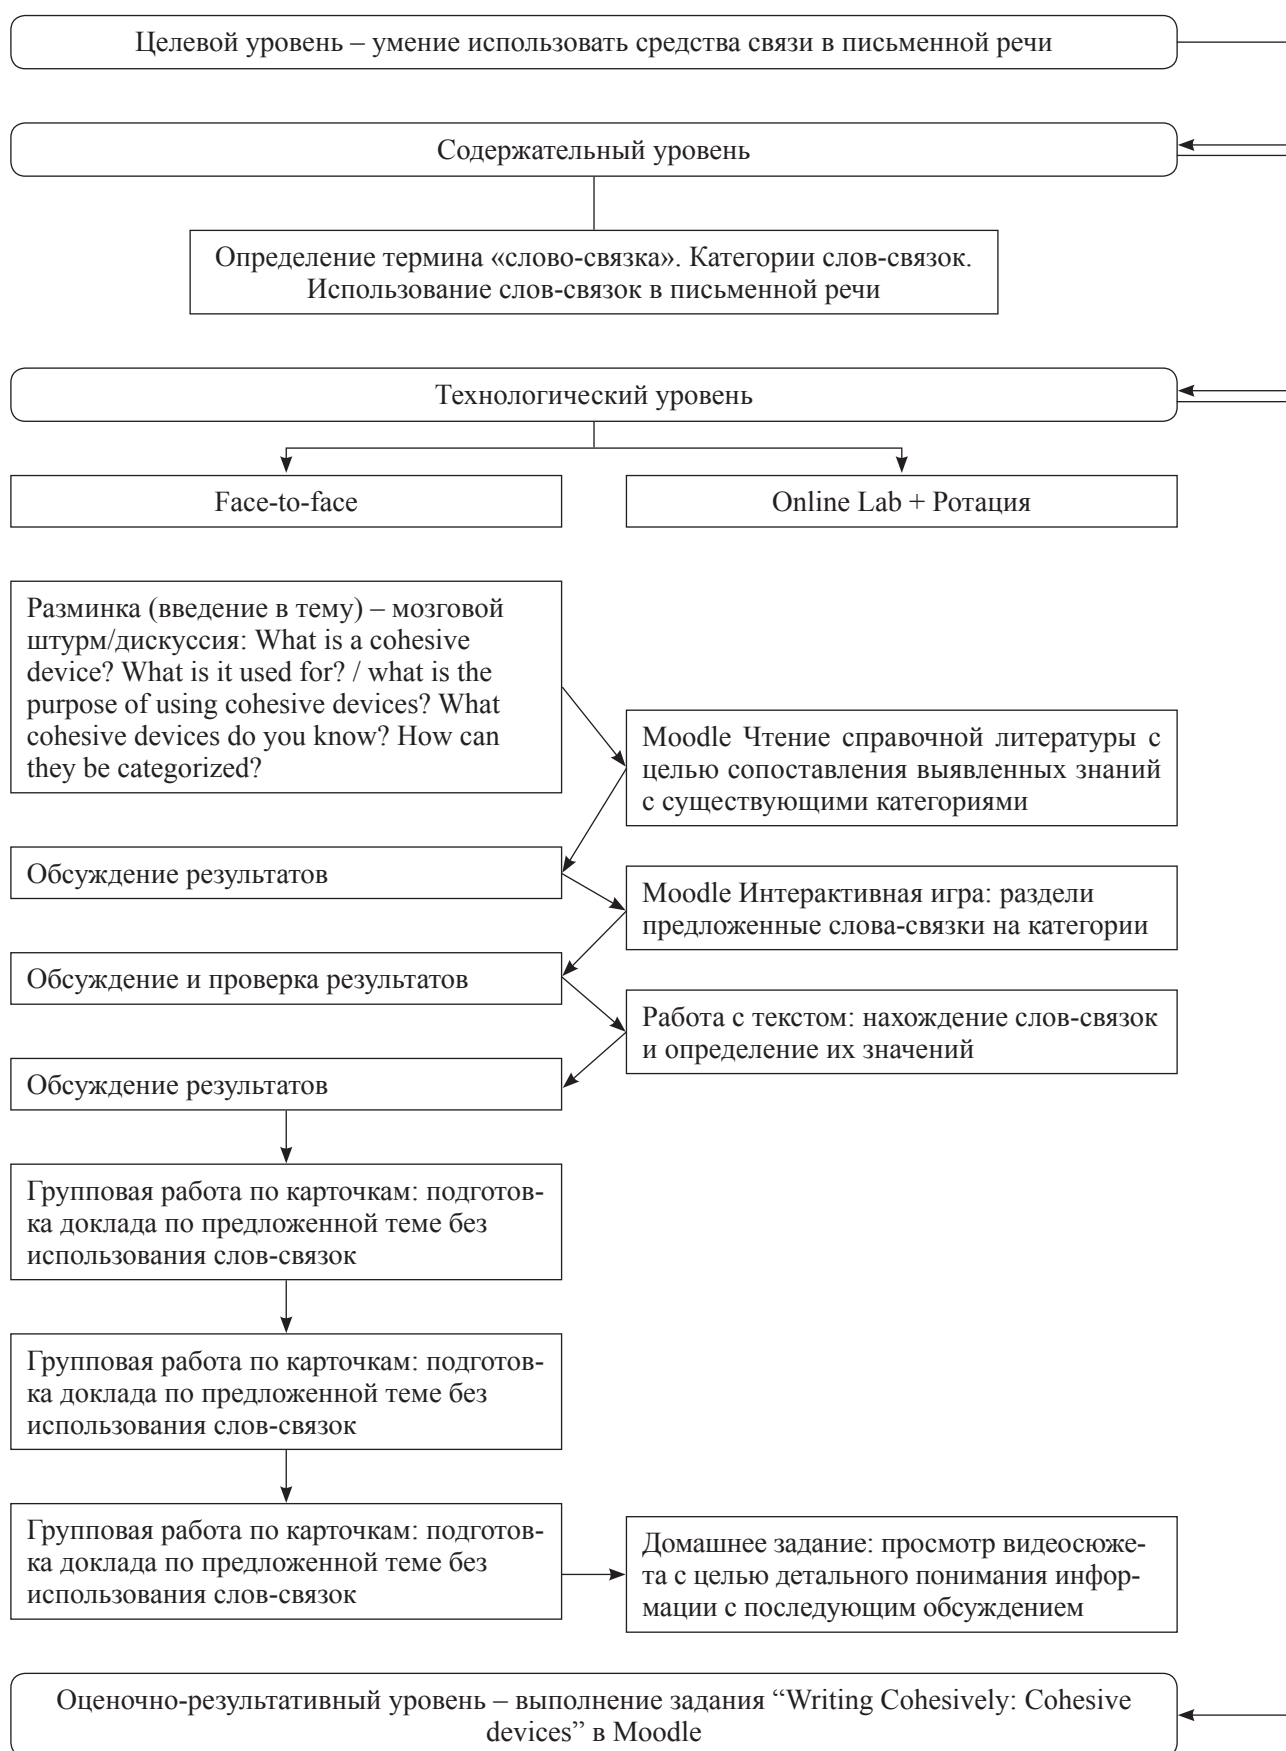 Целевой уровень – умение использовать средства связи в письменной речи
Содержательный уровень
Определение термина «слово-связка». Категории слов-связок.
Использование слов-связок в письменной речи
Технологический уровень
Face-to-face
Online Lab + Ротация
Разминка (введение в тему) – мозговой
штурм/дискуссия: What is a cohesive
device? What is it used for? / what is the
purpose of using cohesive devices? What
cohesive devices do you know? How can
they be categorized?
Moodle Чтение справочной литературы с
целью сопоставления выявленных знаний
с существующими категориями
Обсуждение результатов
Moodle Интерактивная игра: раздели
предложенные слова-связки на категории
Обсуждение и проверка результатов
Работа с текстом: нахождение слов-связок
и определение их значений
Обсуждение результатов
Групповая работа по карточкам: подготов-
ка доклада по предложенной теме без
использования слов-связок
Групповая работа по карточкам: подготов-
ка доклада по предложенной теме без
использования слов-связок
Групповая работа по карточкам: подготов-
ка доклада по предложенной теме без
использования слов-связок
Домашнее задание: просмотр видеосюже-
та с целью детального понимания инфор-
мации с последующим обсуждением
Оценочно-результативный уровень – выполнение задания “Writing Cohesively: Cohesive
devices” в Moodle